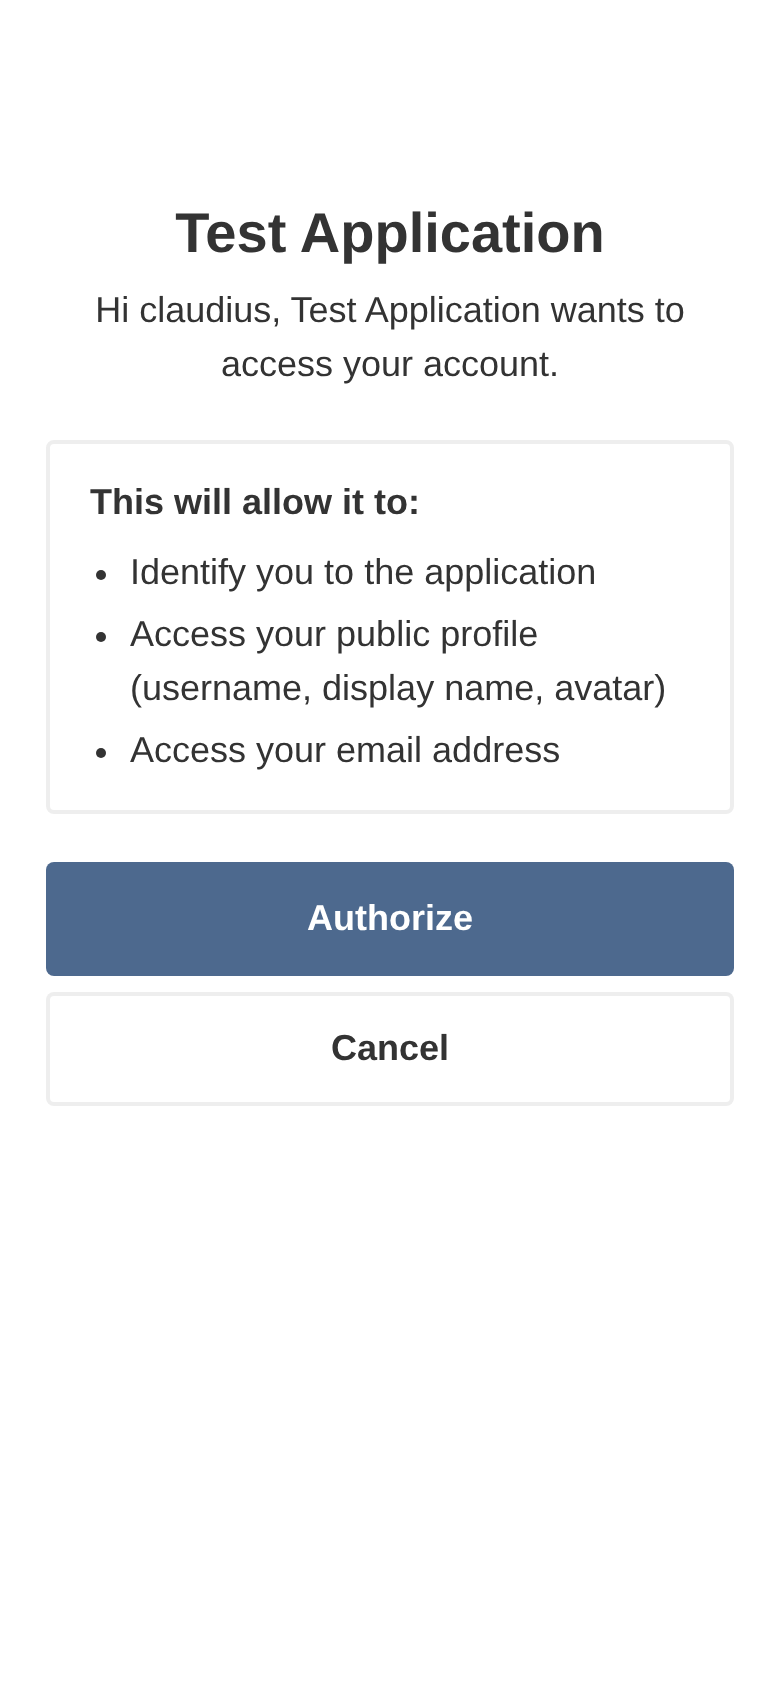 Test Application
Hi claudius, Test Application wants to
access your account.
This will allow it to:
Identify you to the application
Access your public profile
(username, display name, avatar)
Access your email address
Authorize
Cancel